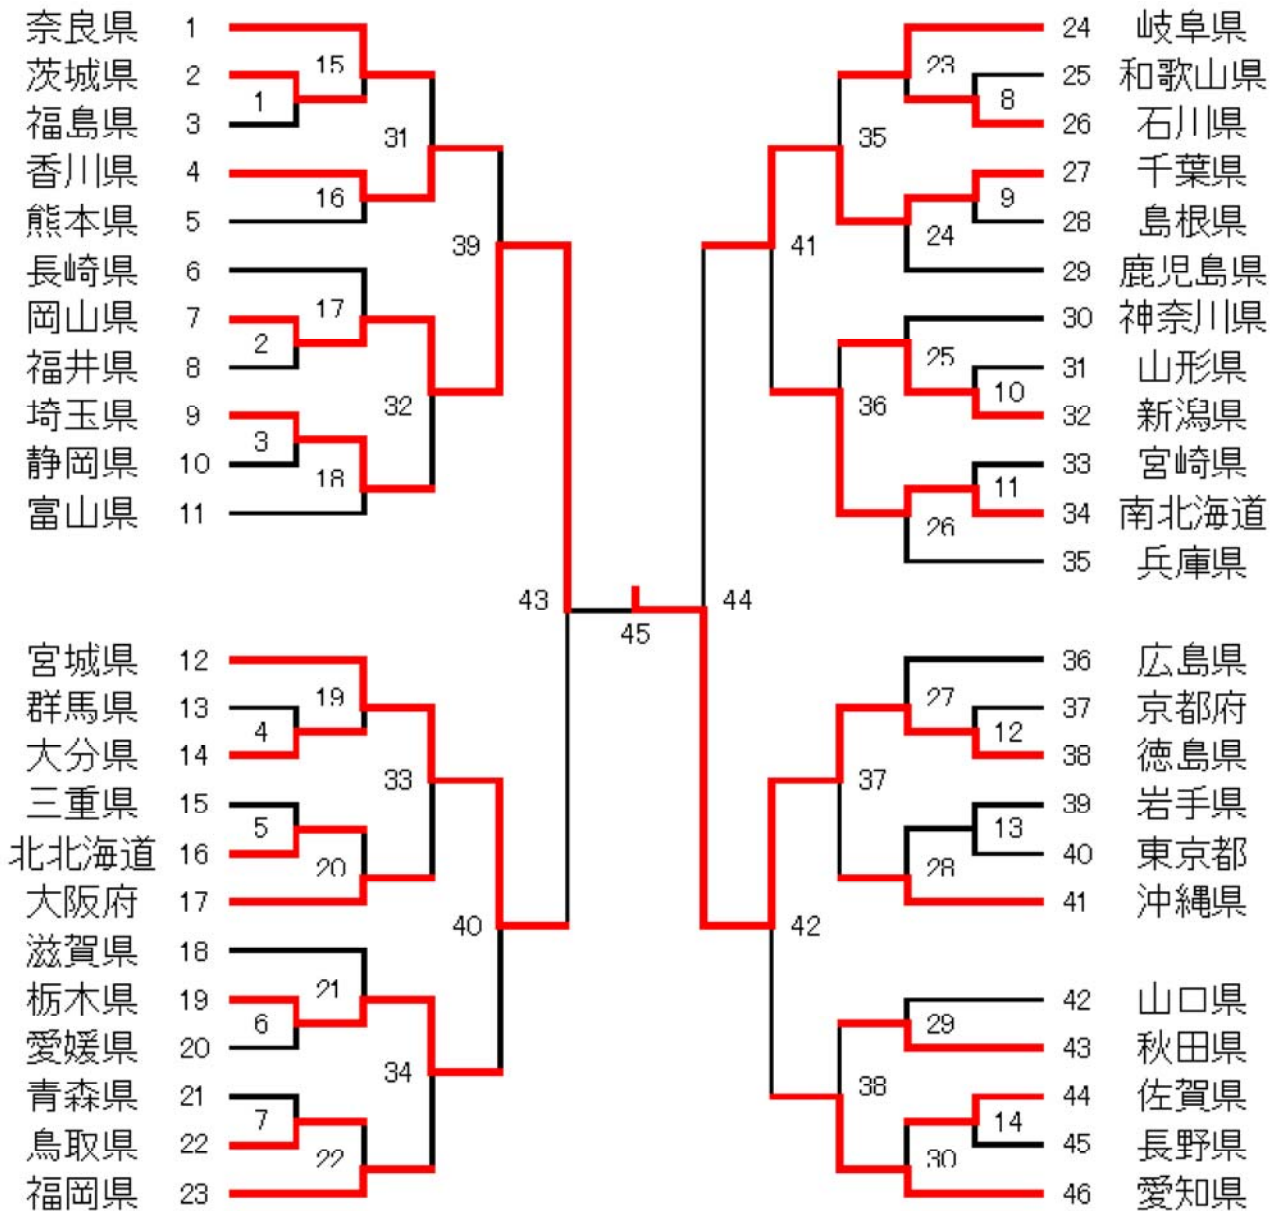 奈良県 1
茨城県 2
福島県 3
香川県 4
熊本県 5
長崎県 6
岡山県 7
福井県 8
埼玉県 9
静岡県 10
富山県 11
宮城県 12
群馬県 13
大分県 14
三重県 15
北北海道 16
大阪府 17
滋賀県 18
栃木県 19
愛媛県 20
青森県 21
鳥取県 22
福岡県 23
1
2
3
4
5
6
7
15
16
17
18
19
20
21
22
31
32
33
34
39
40
43
45
44
41
42
35
36
37
38
23
24
25
26
27
28
29
30
8
9
10
11
12
13
14
24 岐阜県
25 和歌山県
26 石川県
27 千葉県
28 島根県
29 鹿児島県
30 神奈川県
31 山形県
32 新潟県
33 宮崎県
34 南北海道
35 兵庫県
36 広島県
37 京都府
38 徳島県
39 岩手県
40 東京都
41 沖縄県
42 山口県
43 秋田県
44 佐賀県
45 長野県
46 愛知県